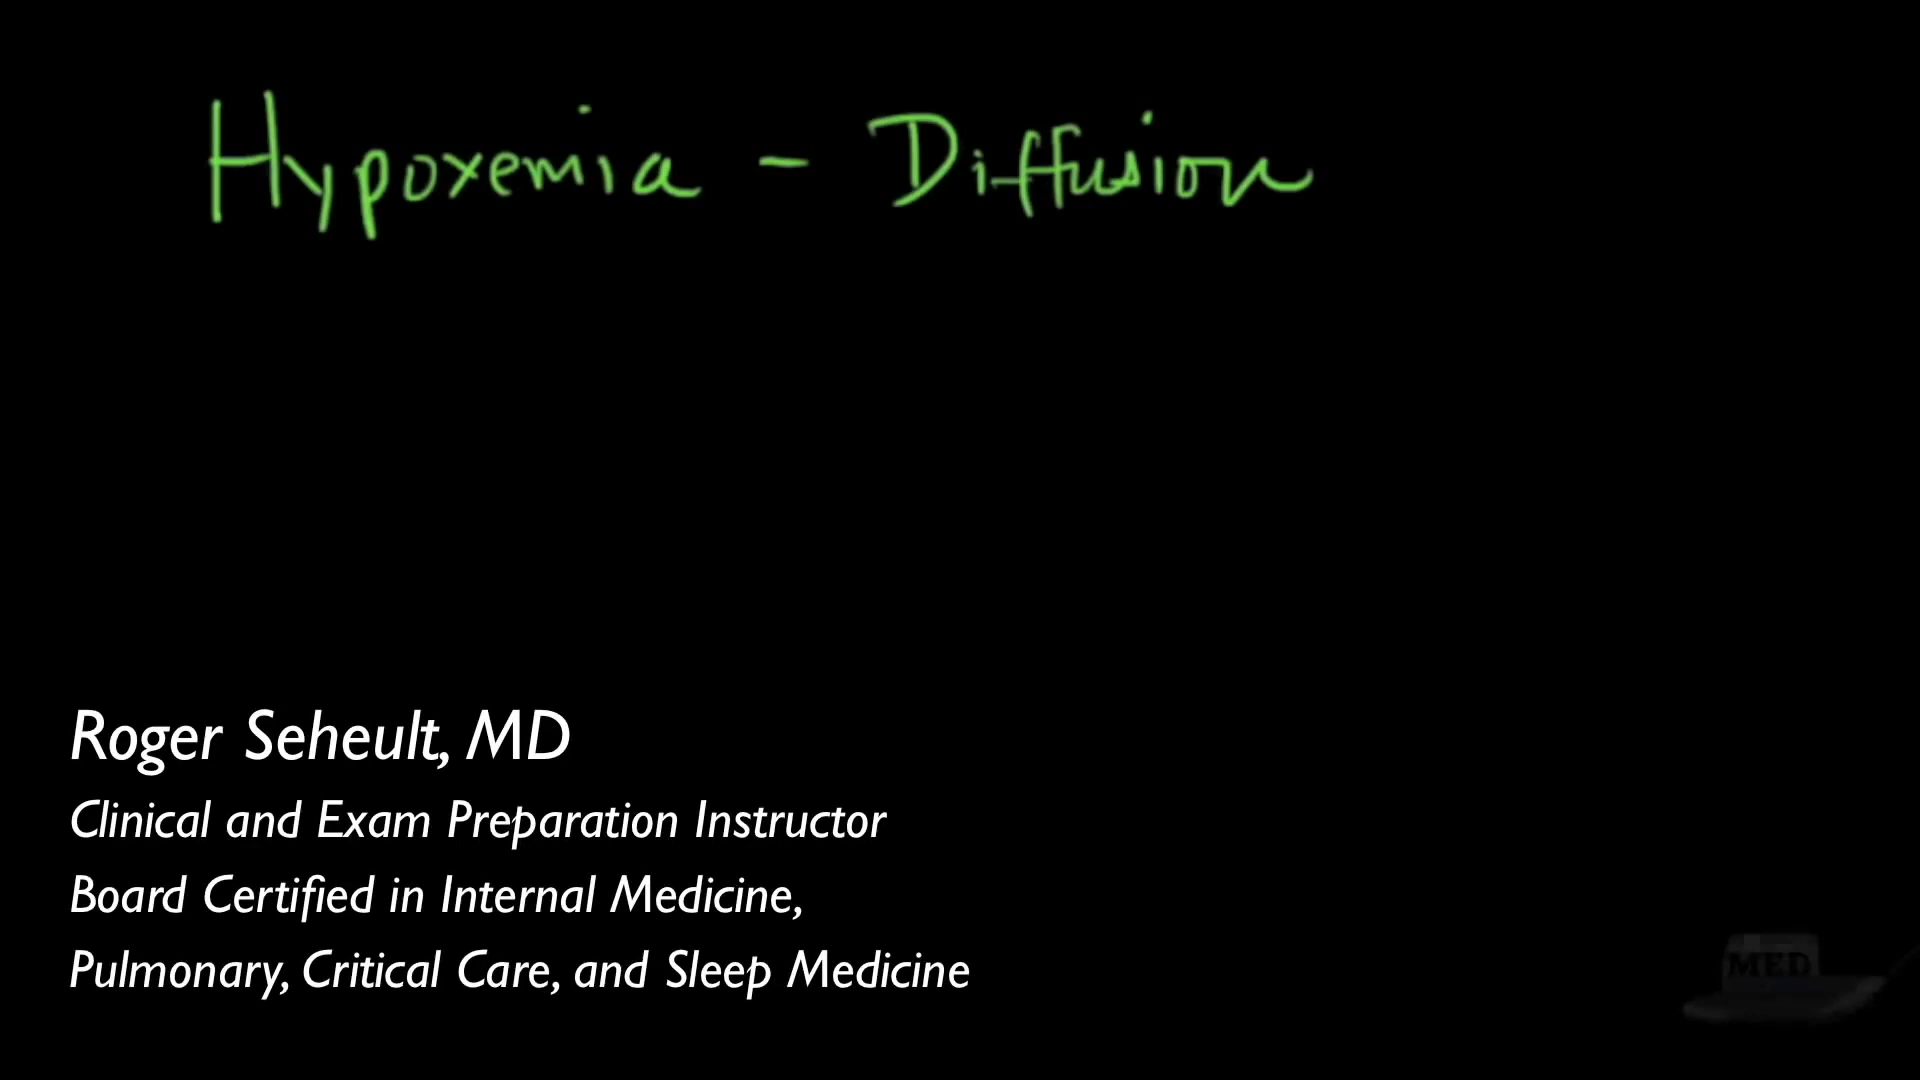 Hypoxemia - Diffusion
Roger Seheult, MD
Clinical and Exam Preparation Instructor
Board Certified in Internal Medicine,
Pulmonary, Critical Care, and Sleep Medicine
MED